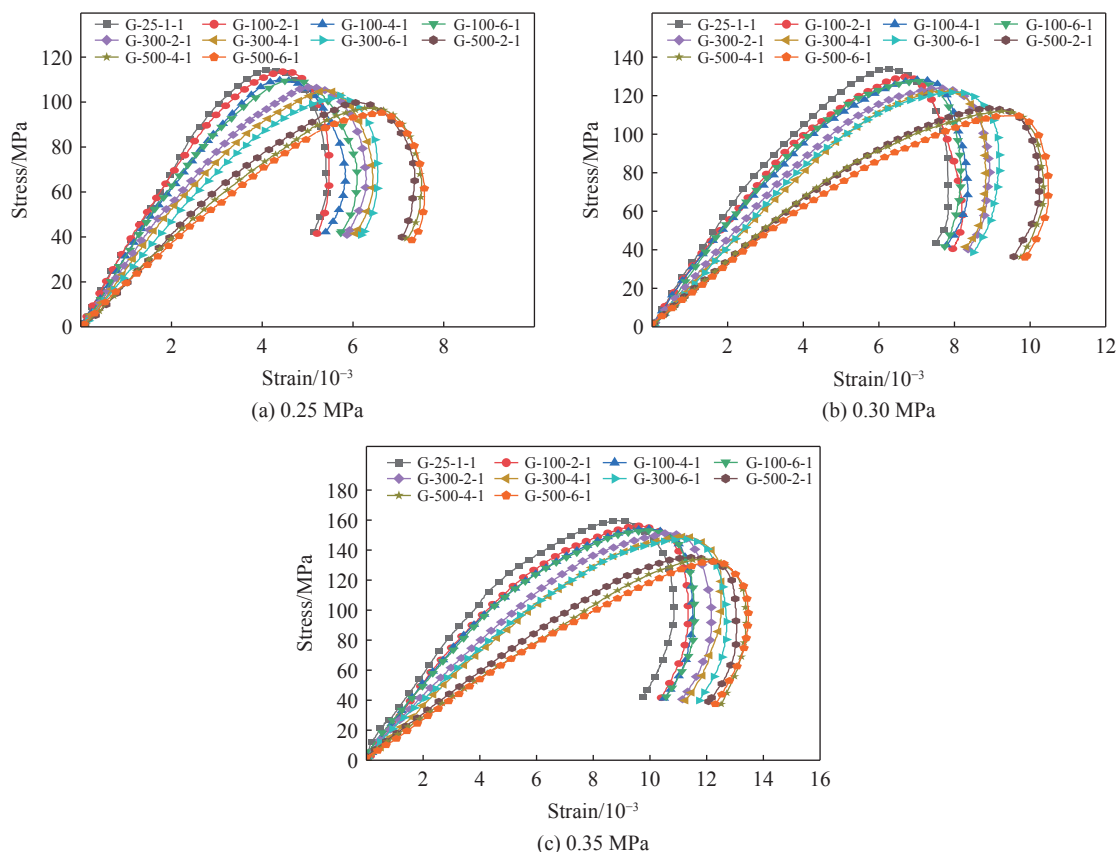 G-25-1-1 G-100-2-1 G-100-4-1 G-100-6-1
G-300-2-1 G-300-4-1 G-300-6-1 G-500-2-1
G-500-4-1 G-500-6-1
140
120
100
80
60
40
20
0
2 4 6 8
Stress/MPa
Strain/10⁻³
(a) 0.25 MPa
G-25-1-1 G-100-2-1 G-100-4-1 G-100-6-1
G-300-2-1 G-300-4-1 G-300-6-1 G-500-2-1
G-500-4-1 G-500-6-1
140
120
100
80
60
40
20
0
2 4 6 8 10 12
Stress/MPa
Strain/10⁻³
(b) 0.30 MPa
G-25-1-1 G-100-2-1 G-100-4-1 G-100-6-1
G-300-2-1 G-300-4-1 G-300-6-1 G-500-2-1
G-500-4-1 G-500-6-1
180
160
140
120
100
80
60
40
20
0
2 4 6 8 10 12 14 16
Stress/MPa
Strain/10⁻³
(c) 0.35 MPa